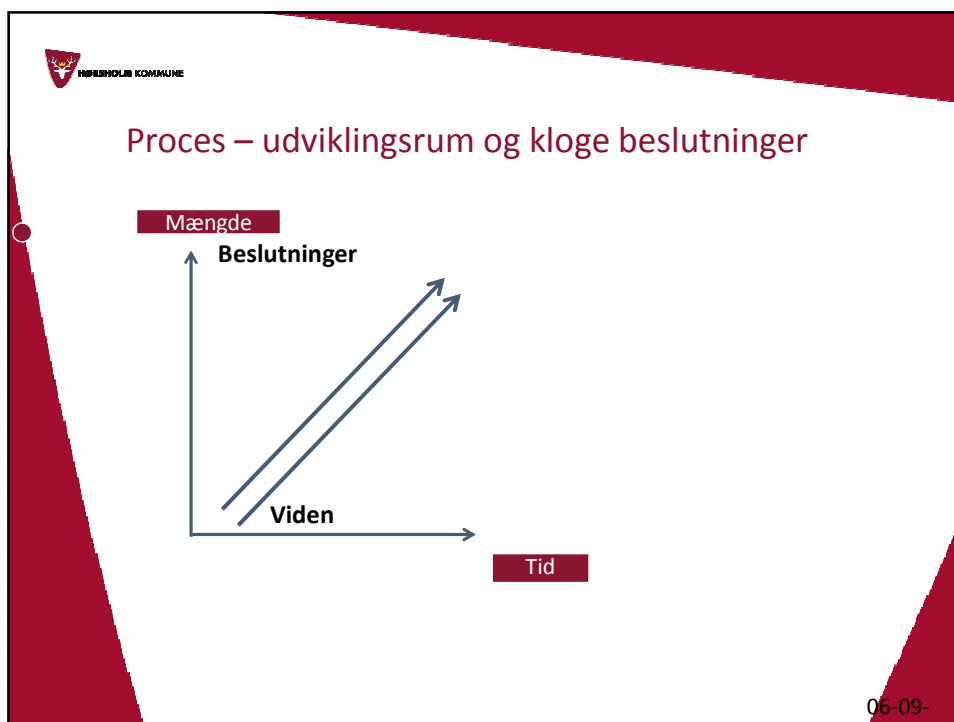 HØRSHOLM KOMMUNE
Proces – udviklingsrum og kloge beslutninger
Mængde
Beslutninger
Viden
Tid
06-09-